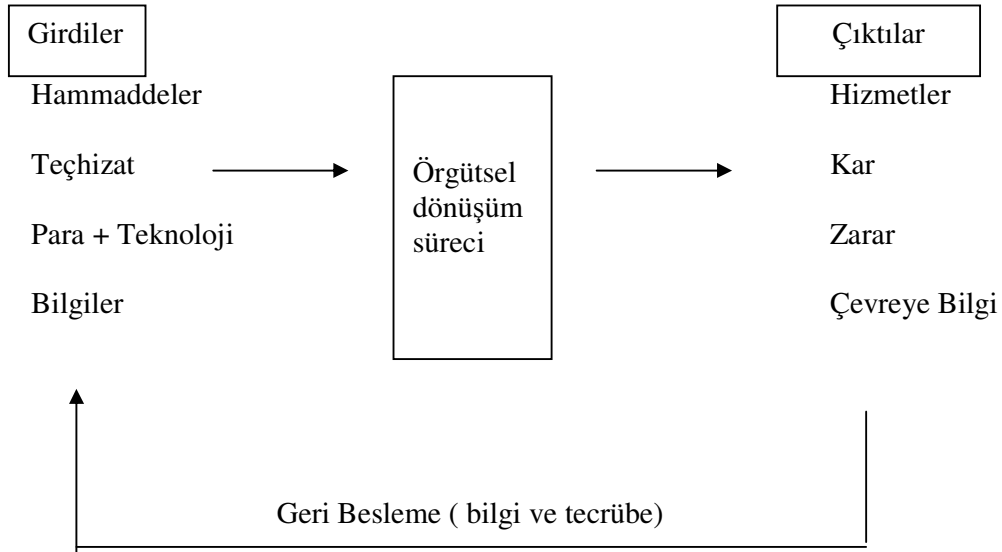 Girdiler
Hammaddeler
Teçhizat
Para + Teknoloji
Bilgiler
Örgütsel
dönüşüm
süreci
Çıktılar
Hizmetler
Kar
Zarar
Çevreye Bilgi
Geri Besleme ( bilgi ve tecrübe)